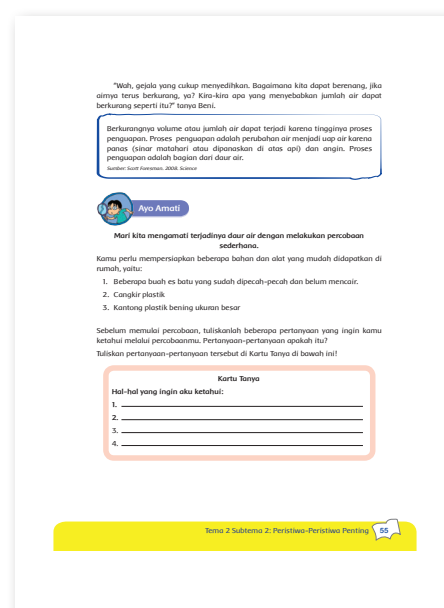 "Wah, gejala yang cukup menyedihkan. Bagaimana kita dapat berenang, jika
airnya terus berkurang, ya? Kira-kira apa yang menyebabkan jumlah air dapat
berkurang seperti itu?" tanya Beni.
Berkurangnya volume atau jumlah air dapat terjadi karena tingginya proses
penguapan. Proses penguapan adalah perubahan air menjadi uap air karena
panas (sinar matahari atau dipanaskan di atas api) dan angin. Proses
penguapan adalah bagian dari daur air.
Sumber: Scott Foresman. 2008. Science
Ayo Amati
Mari kita mengamati terjadinya daur air dengan melakukan percobaan
sederhana.
Kamu perlu mempersiapkan beberapa bahan dan alat yang mudah didapatkan di
rumah, yaitu:
1. Beberapa buah es batu yang sudah dipecah-pecah dan belum mencair.
2. Cangkir plastik
3. Kantong plastik bening ukuran besar
Sebelum memulai percobaan, tuliskanlah beberapa pertanyaan yang ingin kamu
ketahui melalui percobaanmu. Pertanyaan-pertanyaan apakah itu?
Tuliskan pertanyaan-pertanyaan tersebut di Kartu Tanya di bawah ini!
Kartu Tanya
Hal-hal yang ingin aku ketahui:
1.
2.
3.
4.
Tema 2 Subtema 2: Peristiwa-Peristiwa Penting 55